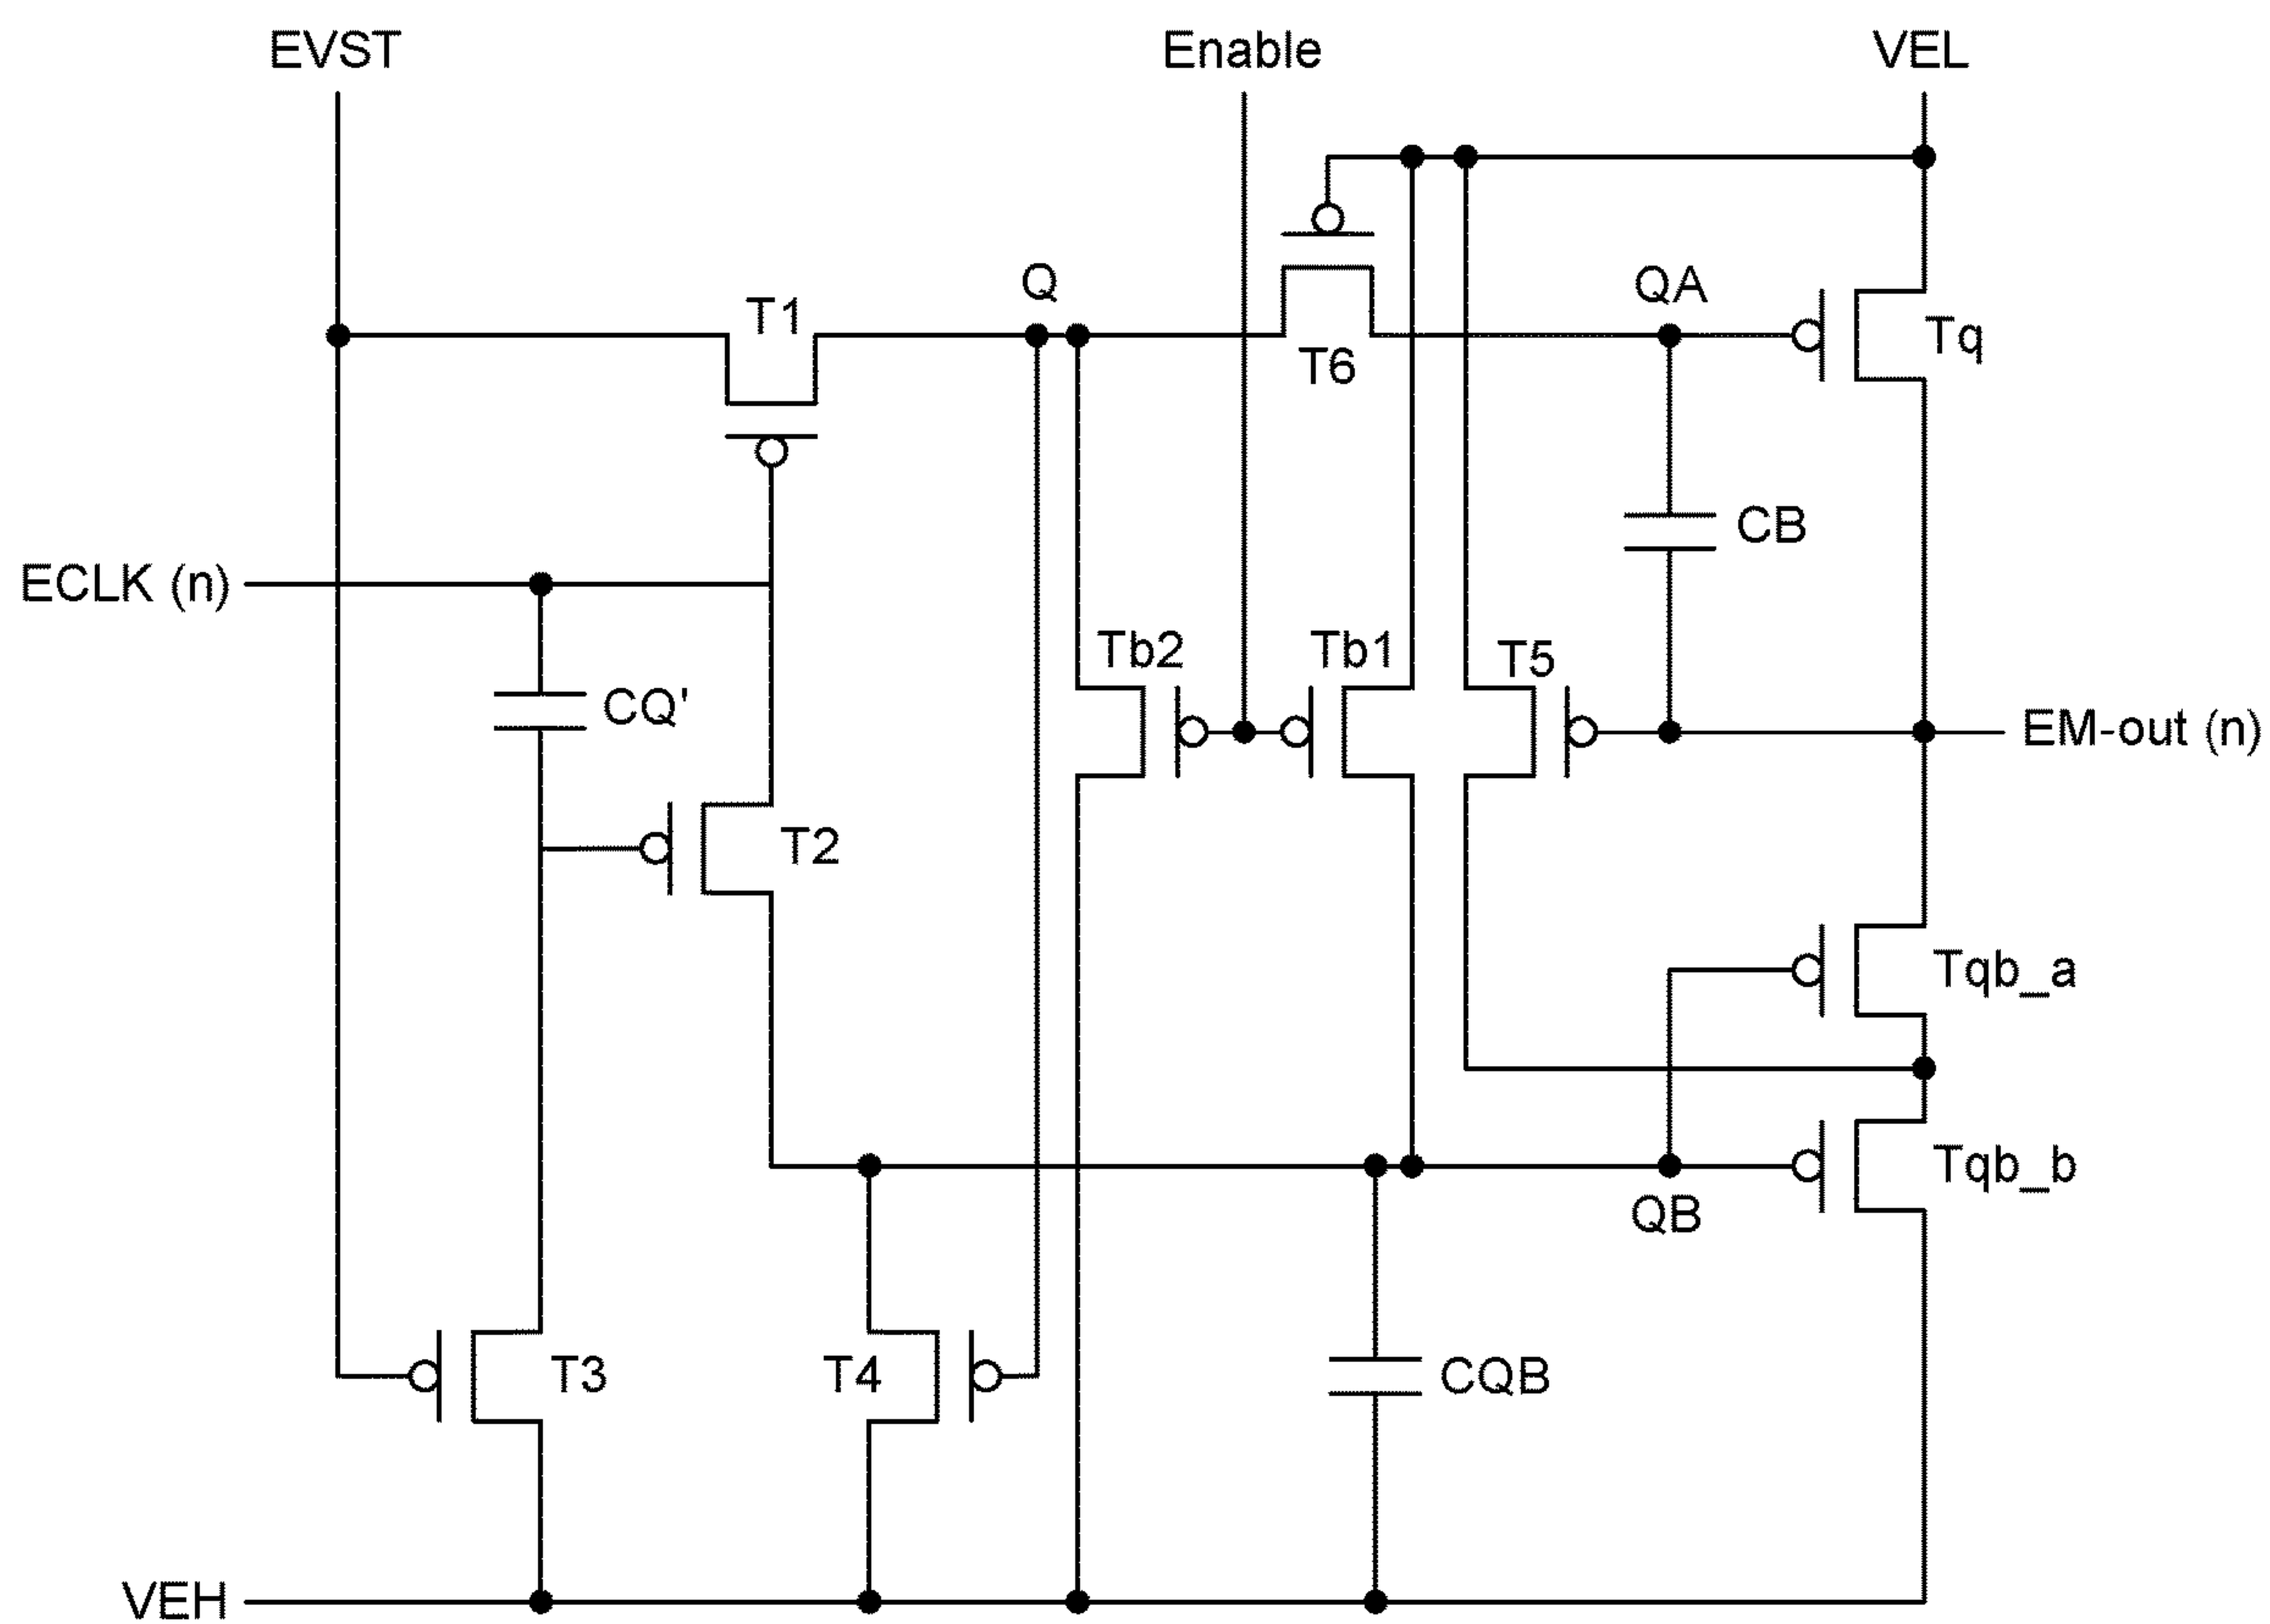 EVST
Enable
VEL
Q
QA
T1
Tq
T6
CB
ECLK (n)
Tb2
Tb1
T5
CQ'
EM-out (n)
T2
Tqb_a
Tqb_b
QB
T3
T4
CQB
VEH